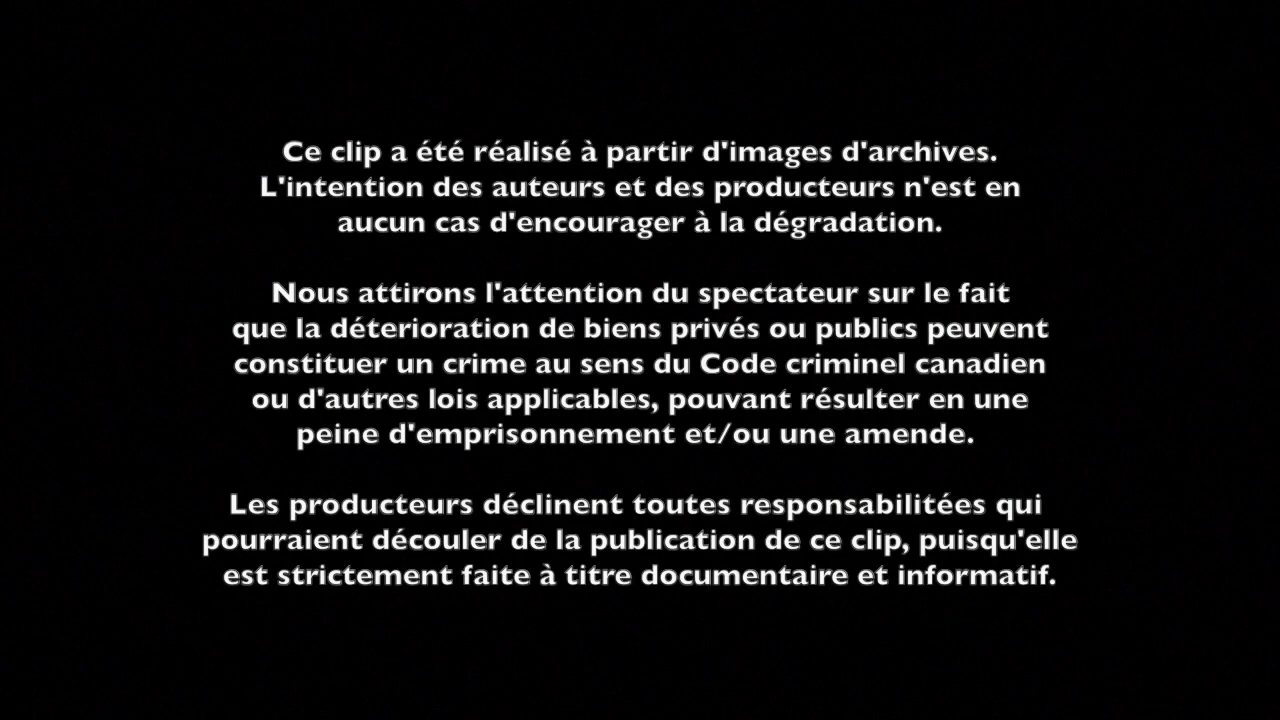 Ce clip a été réalisé à partir d'images d'archives.
L'intention des auteurs et des producteurs n'est en
aucun cas d'encourager à la dégradation.
Nous attirons l'attention du spectateur sur le fait
que la déterioration de biens privés ou publics peuvent
constituer un crime au sens du Code criminel canadien
ou d'autres lois applicables, pouvant résulter en une
peine d'emprisonnement et/ou une amende.
Les producteurs déclinent toutes responsabilitées qui
pourraient découler de la publication de ce clip, puisqu'elle
est strictement faite à titre documentaire et informatif.